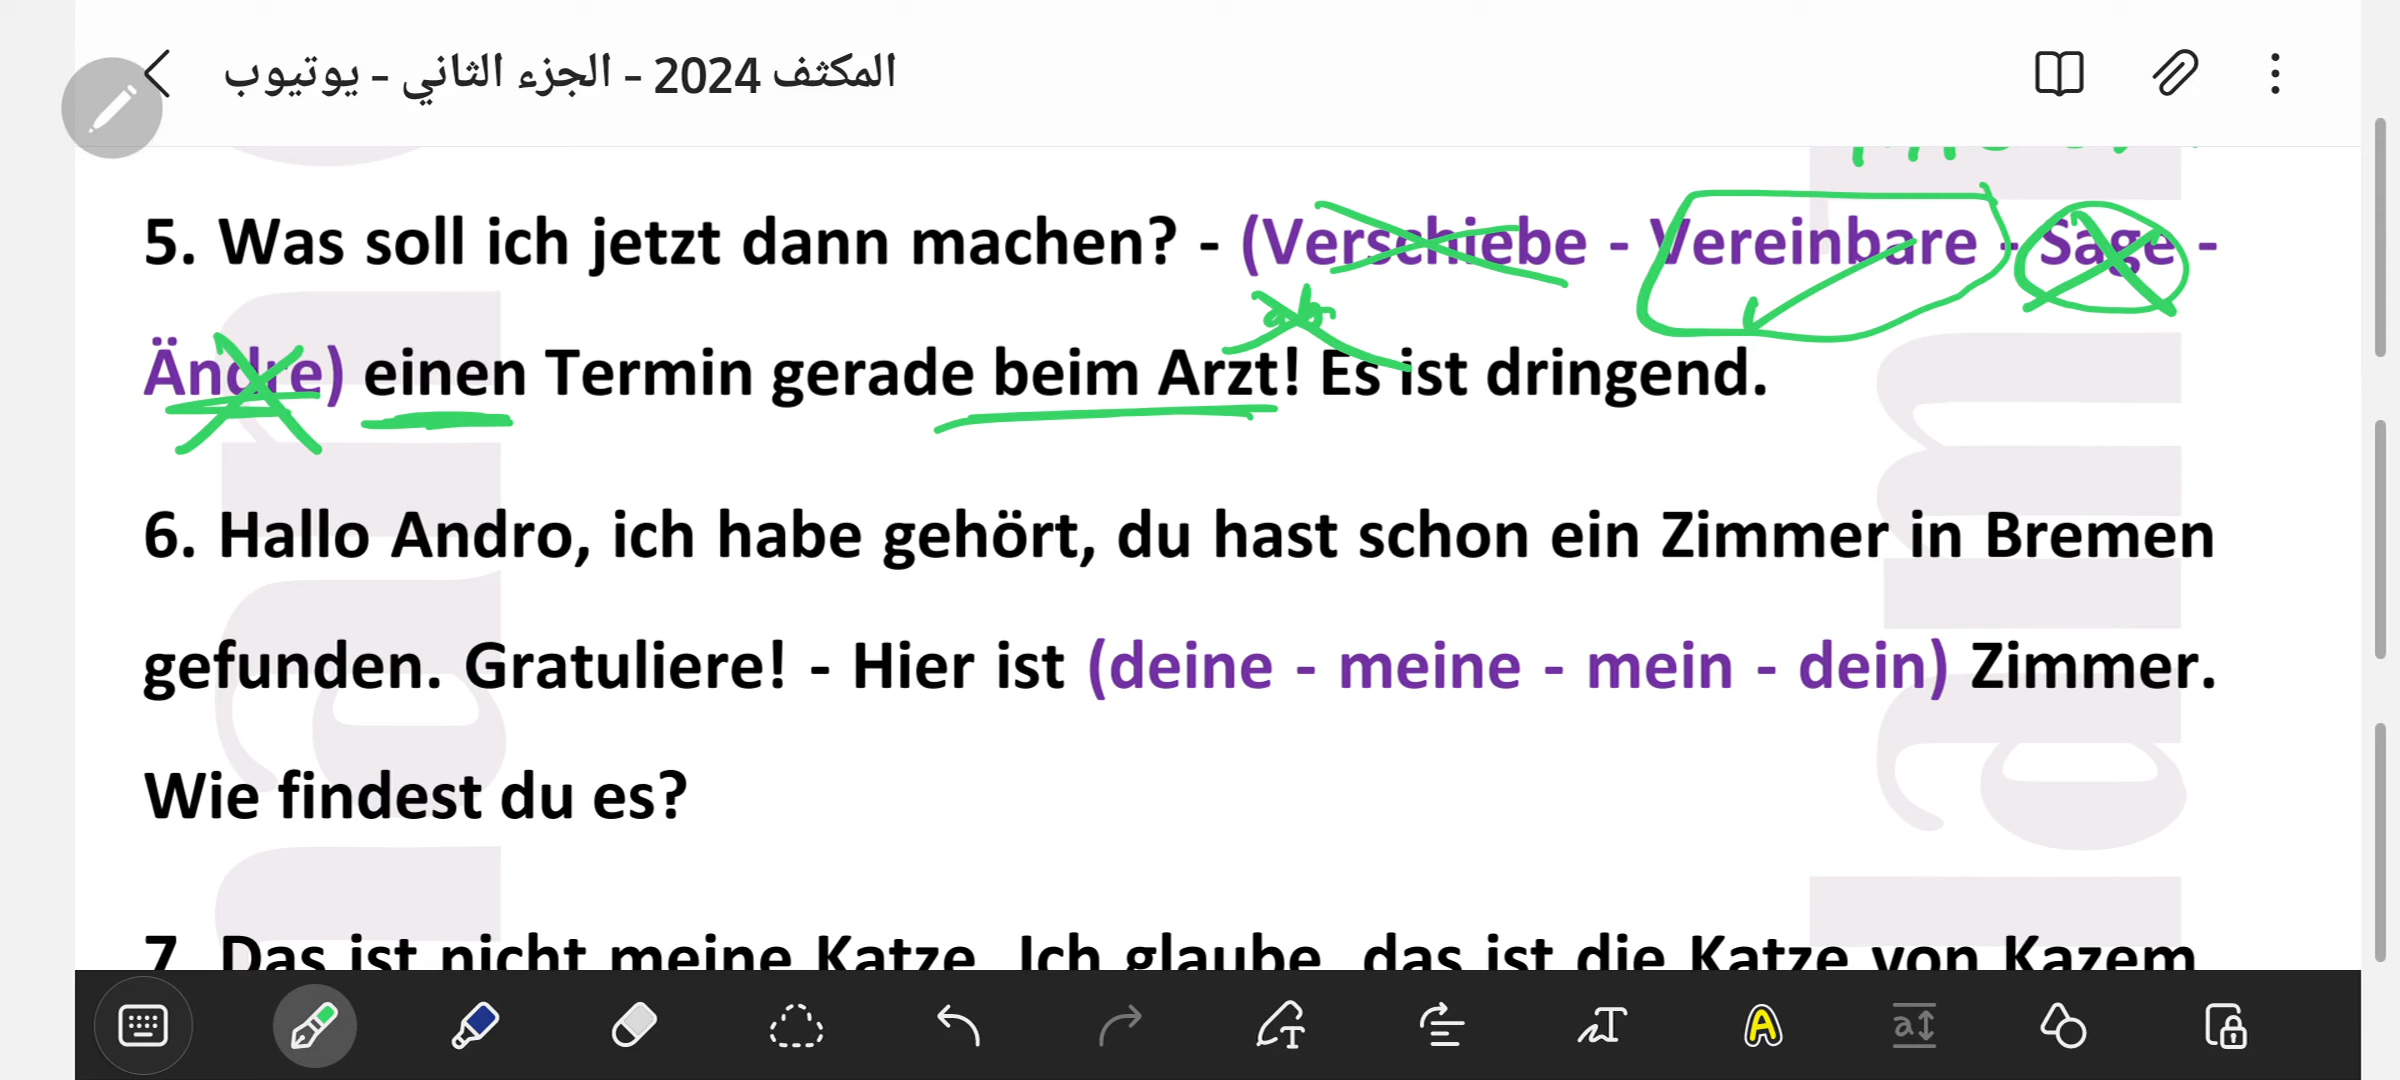 المكثف 2024 - الجزء الثاني - يوتيوب
5. Was soll ich jetzt dann machen? - (Verschiebe - Vereinbare - Sage -
ab
Ändre) einen Termin gerade beim Arzt! Es ist dringend.
6. Hallo Andro, ich habe gehört, du hast schon ein Zimmer in Bremen
gefunden. Gratuliere! - Hier ist (deine - meine - mein - dein) Zimmer.
Wie findest du es?
7. Das ist nicht meine Katze. Ich glaube, das ist die Katze von Kazem